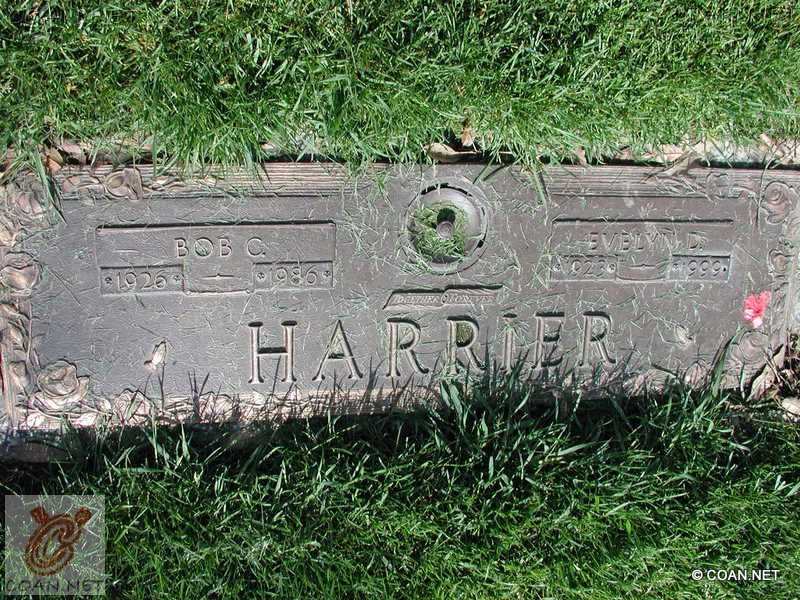 BOB C.
1926 1986
EVELYN D.
1923 1999
TOGETHER FOREVER
HARRIER
COAN.NET
© COAN.NET